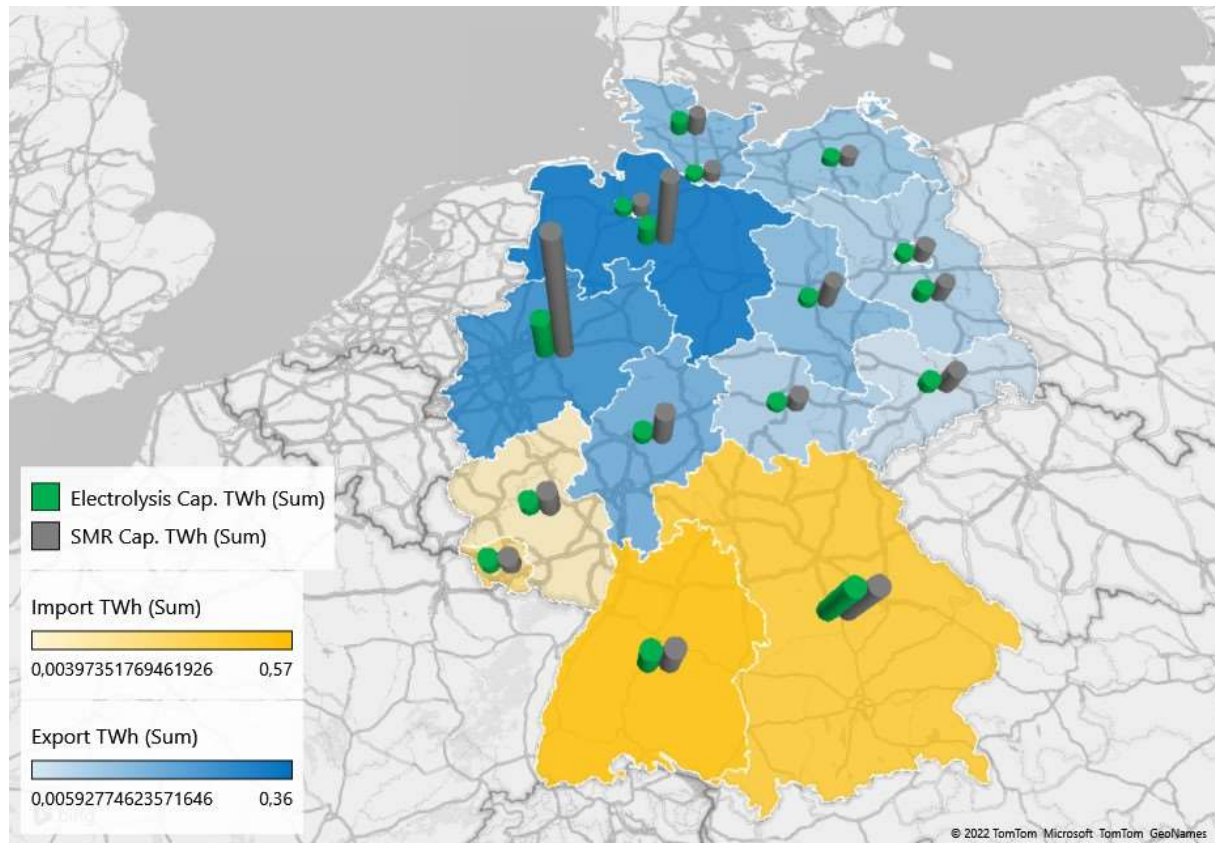 Electrolysis Cap. TWh (Sum)
SMR Cap. TWh (Sum)
Import TWh (Sum)
0,00397351769461926 0,57
Export TWh (Sum)
0,00592774623571646 0,36
bing
© 2022 TomTom Microsoft TomTom GeoNames